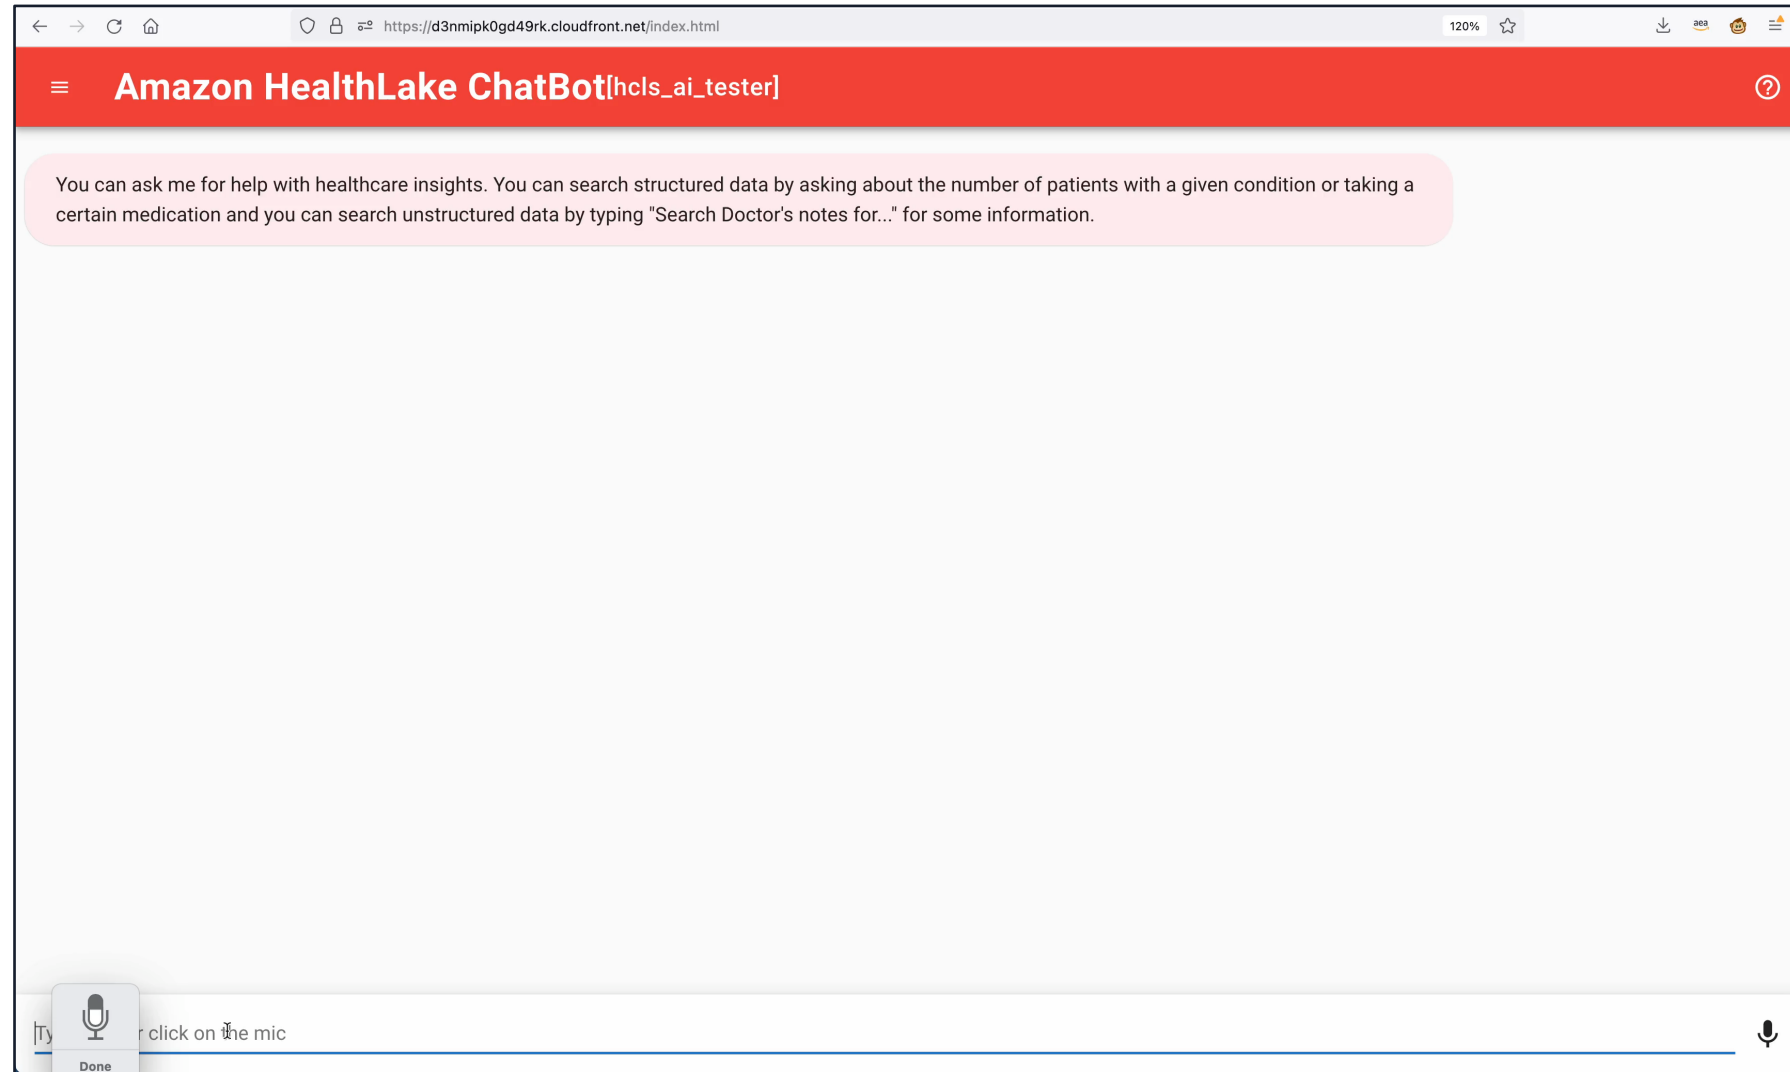 https://d3nmipk0gd49rk.cloudfront.net/index.html
120%
aea
Amazon HealthLake ChatBot[hcls_ai_tester]
You can ask me for help with healthcare insights. You can search structured data by asking about the number of patients with a given condition or taking a
certain medication and you can search unstructured data by typing "Search Doctor's notes for..." for some information.
click on the mic
Done